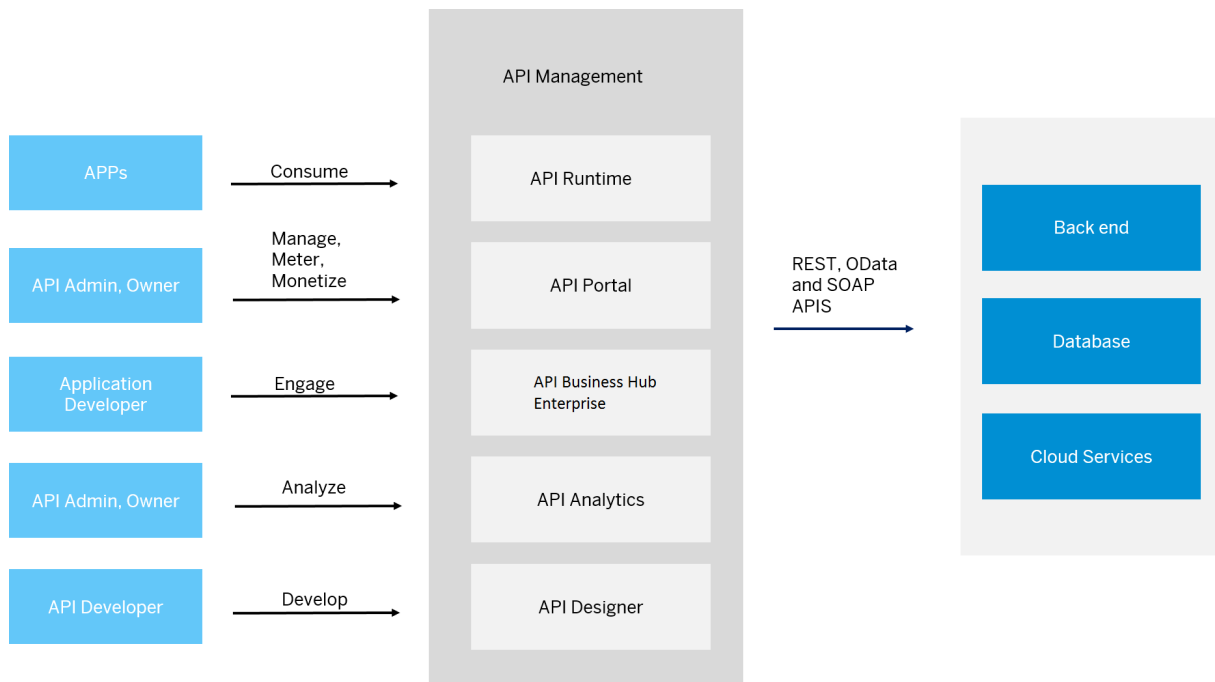 API Management
APPs
Consume
API Runtime
API Admin, Owner
Manage,
Meter,
Monetize
API Portal
Application
Developer
Engage
API Business Hub
Enterprise
API Admin, Owner
Analyze
API Analytics
API Developer
Develop
API Designer
REST, OData
and SOAP
APIS
Back end
Database
Cloud Services